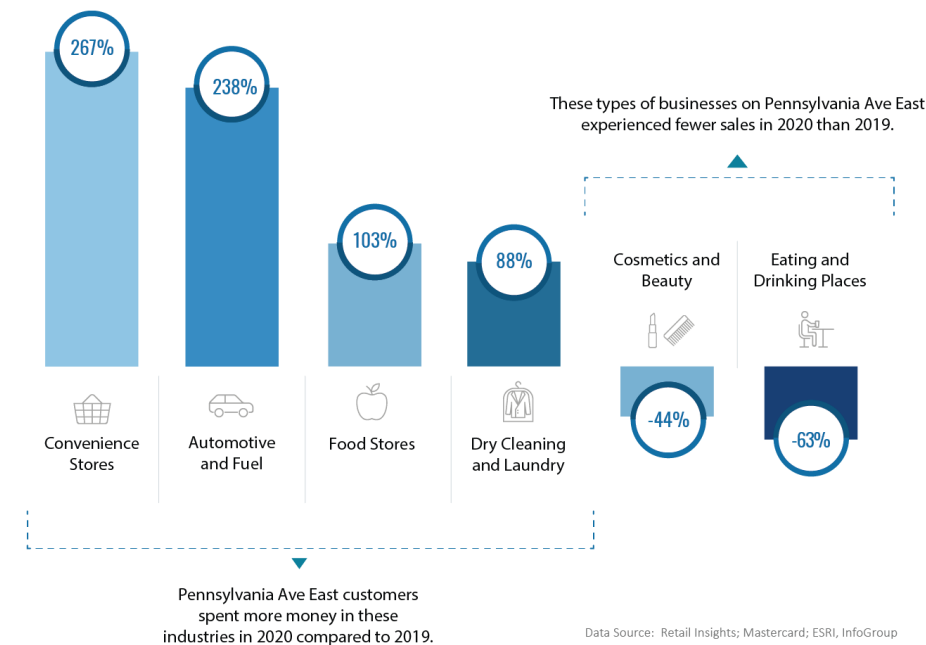 267%
238%
103%
88%
These types of businesses on Pennsylvania Ave East
experienced fewer sales in 2020 than 2019.
Cosmetics and
Beauty
Eating and
Drinking Places
-44%
-63%
Convenience
Stores
Automotive
and Fuel
Food Stores
Dry Cleaning
and Laundry
Pennsylvania Ave East customers
spent more money in these
industries in 2020 compared to 2019.
Data Source:  Retail Insights; Mastercard; ESRI, InfoGroup